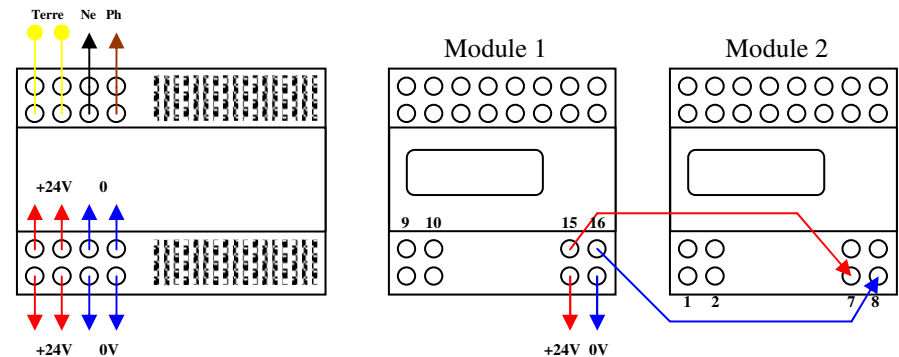 Terre Ne Ph
Module 1
Module 2
+24V 0
9 10 15 16
1 2 7 8
+24V 0V
+24V 0V